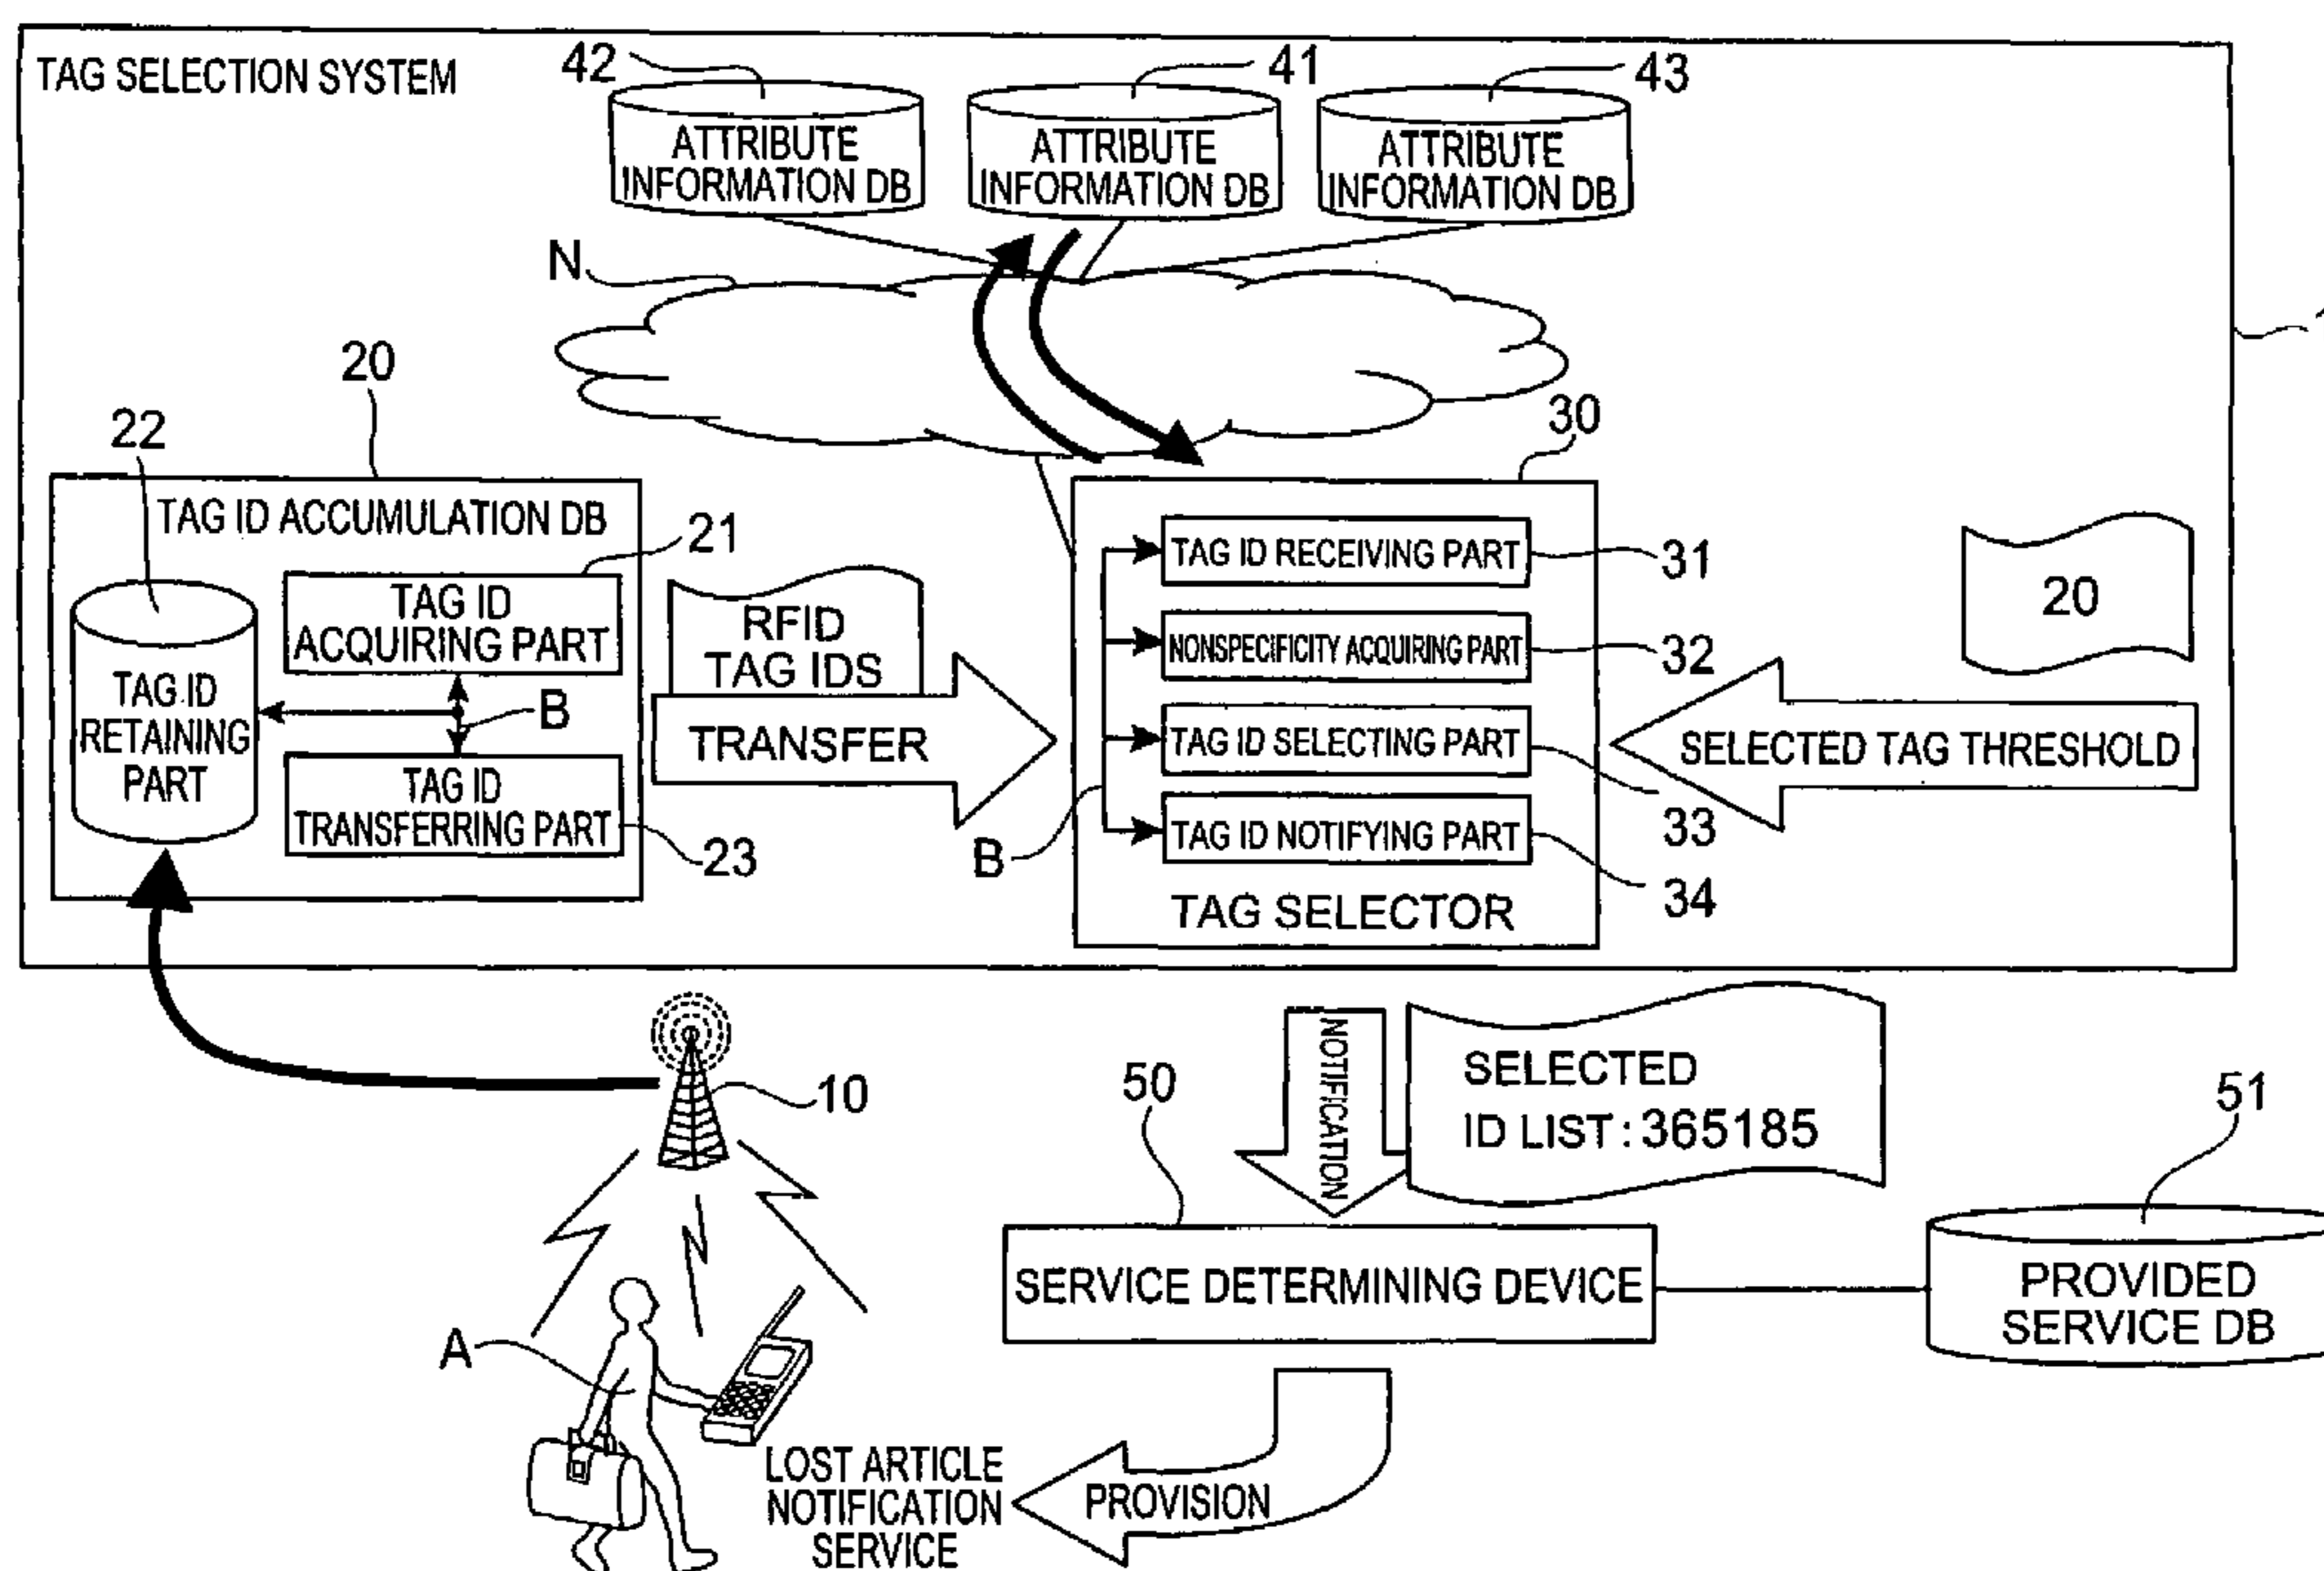 TAG SELECTION SYSTEM
42
41
43
ATTRIBUTE
INFORMATION DB
ATTRIBUTE
INFORMATION DB
ATTRIBUTE
INFORMATION DB
N
20
22
30
TAG ID ACCUMULATION DB
21
TAG ID
ACQUIRING PART
TAG ID
RETAINING
PART
B
TAG ID
TRANSFERRING PART
23
RFID
TAG IDS
TRANSFER
TAG ID RECEIVING PART
31
NONSPECIFICITY ACQUIRING PART
32
TAG ID SELECTING PART
33
TAG ID NOTIFYING PART
34
B
TAG SELECTOR
20
SELECTED TAG THRESHOLD
10
NOTIFICATION
SELECTED
ID LIST : 365185
50
51
SERVICE DETERMINING DEVICE
PROVIDED
SERVICE DB
A
LOST ARTICLE
NOTIFICATION
SERVICE
PROVISION